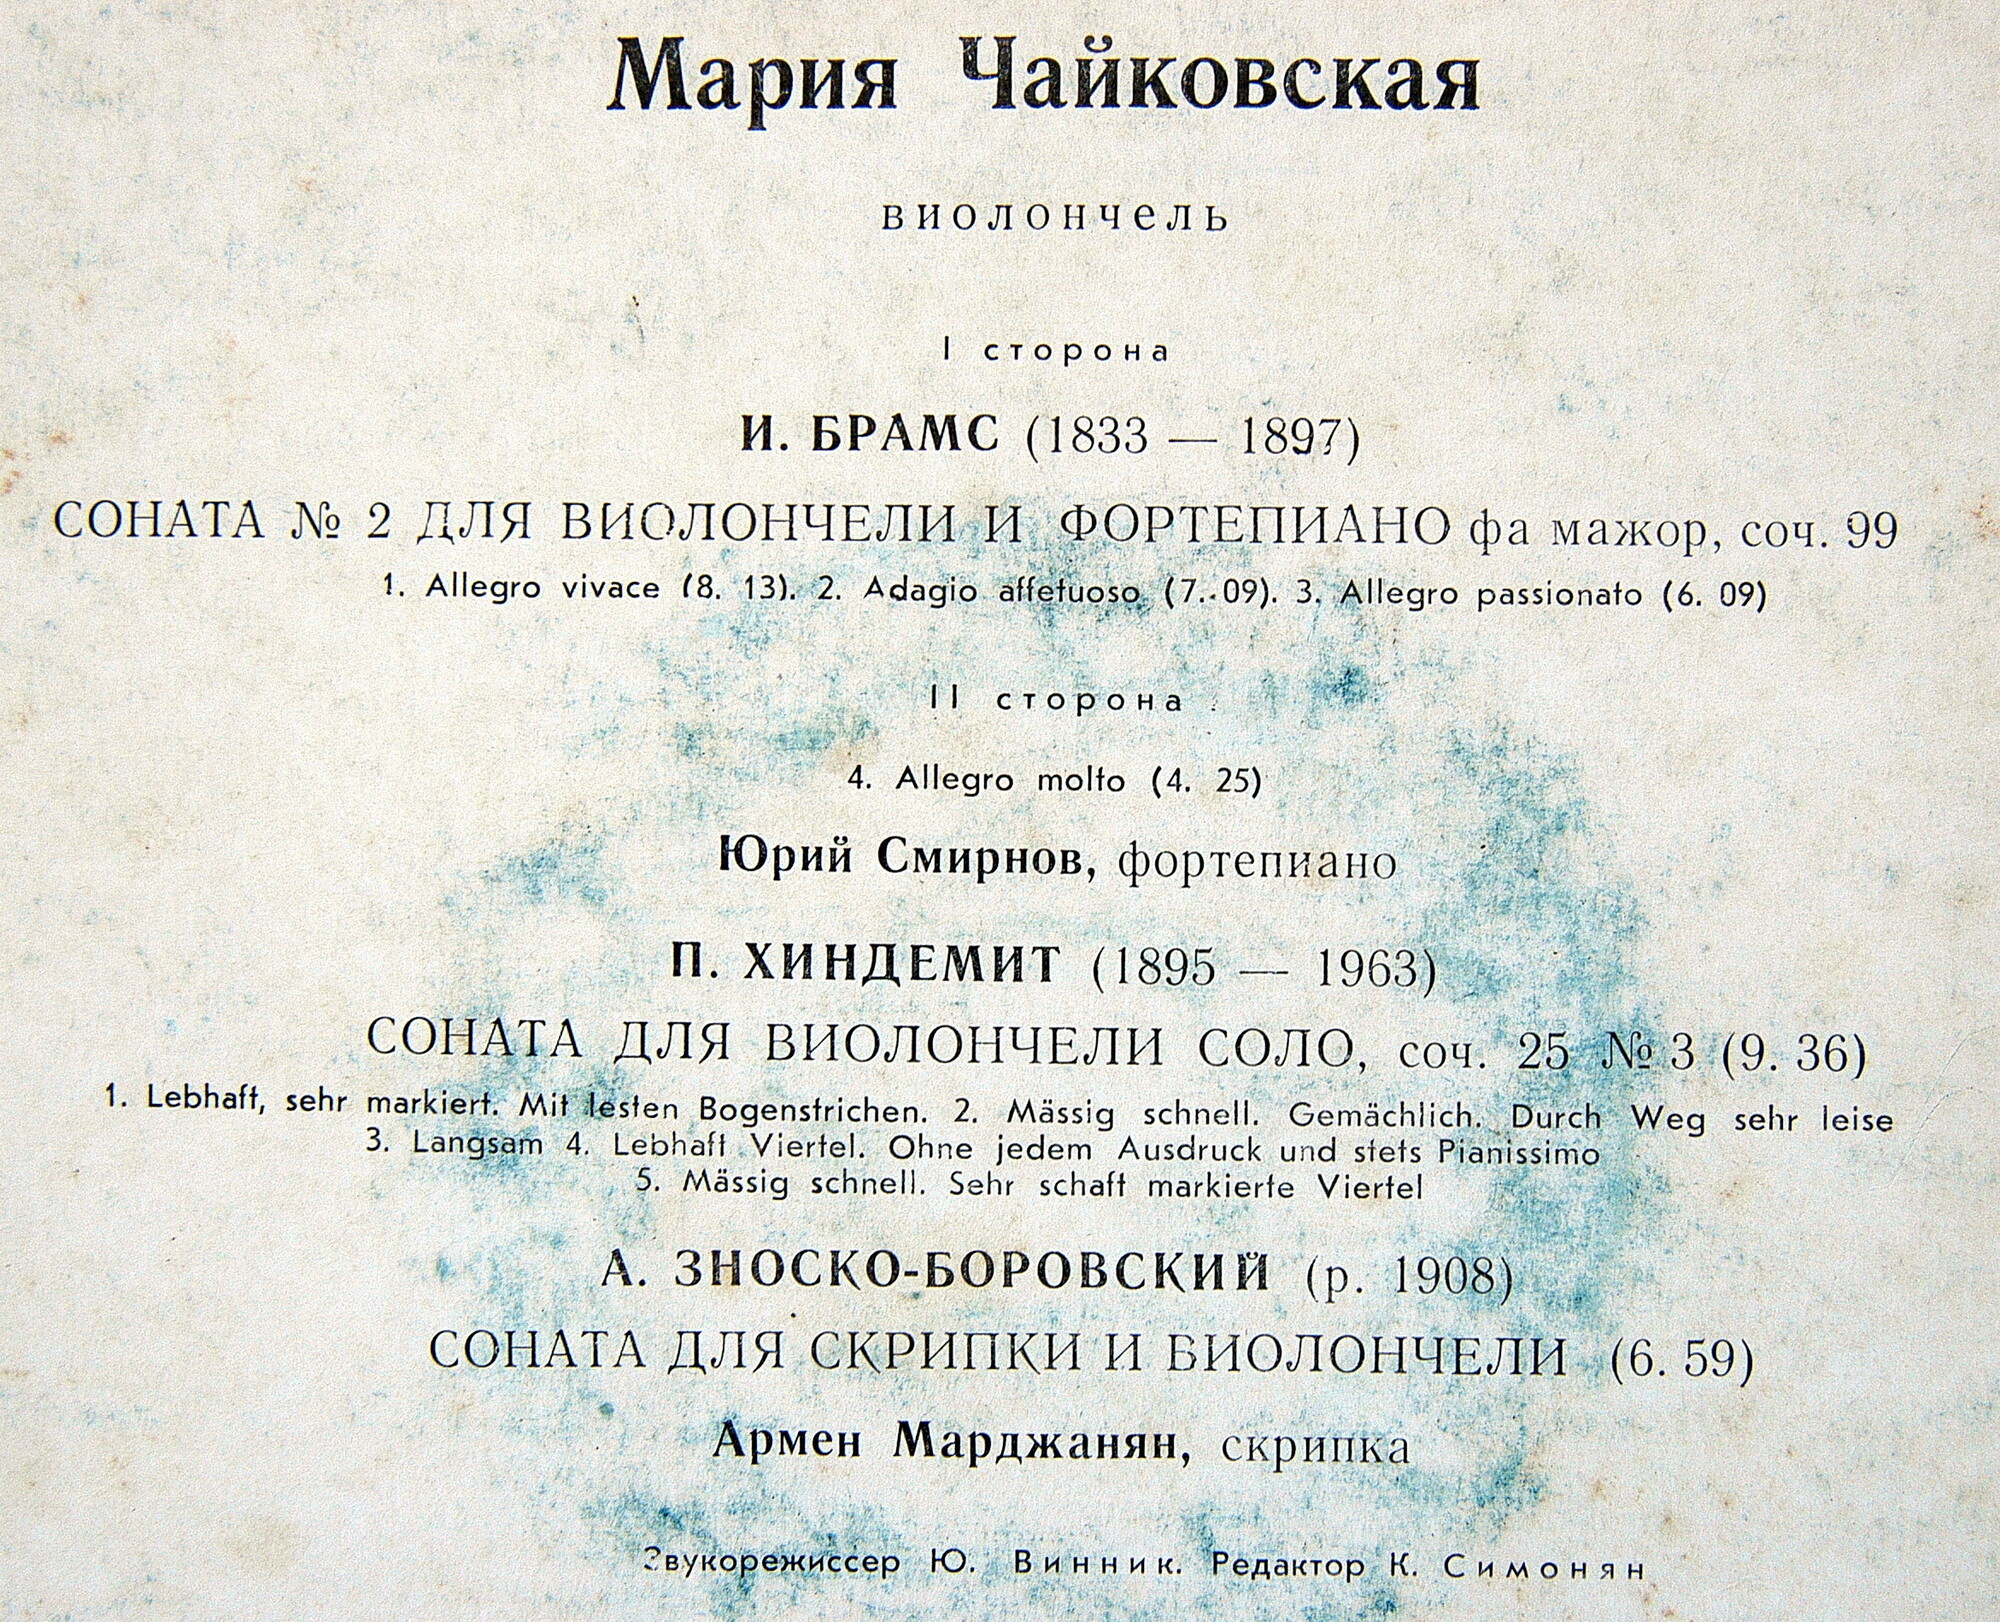 Мария Чайковская
виолончель
I сторона
И. БРАМС (1833 — 1897)
СОНАТА № 2 ДЛЯ ВИОЛОНЧЕЛИ И ФОРТЕПИАНО фа мажор, соч. 99
1. Allegro vivace (8. 13). 2. Adagio affetuoso (7. 09). 3. Allegro passionato (6. 09)
II сторона
4. Allegro molto (4. 25)
Юрий Смирнов, фортепиано
П. ХИНДЕМИТ (1895 — 1963)
СОНАТА ДЛЯ ВИОЛОНЧЕЛИ СОЛО, соч. 25 № 3 (9. 36)
1. Lebhaft, sehr markiert. Mit lesten Bogenstrichen. 2. Mässig schnell. Gemächlich. Durch Weg sehr leise
3. Langsam 4. Lebhaft Viertel. Ohne jedem Ausdruck und stets Pianissimo
5. Mässig schnell. Sehr schaft markierte Viertel
А. ЗНОСКО-БОРОВСКИЙ (р. 1908)
СОНАТА ДЛЯ СКРИПКИ И ВИОЛОНЧЕЛИ (6. 59)
Армен Марджанян, скрипка
Звукорежиссер Ю. Винник. Редактор К. Симонян